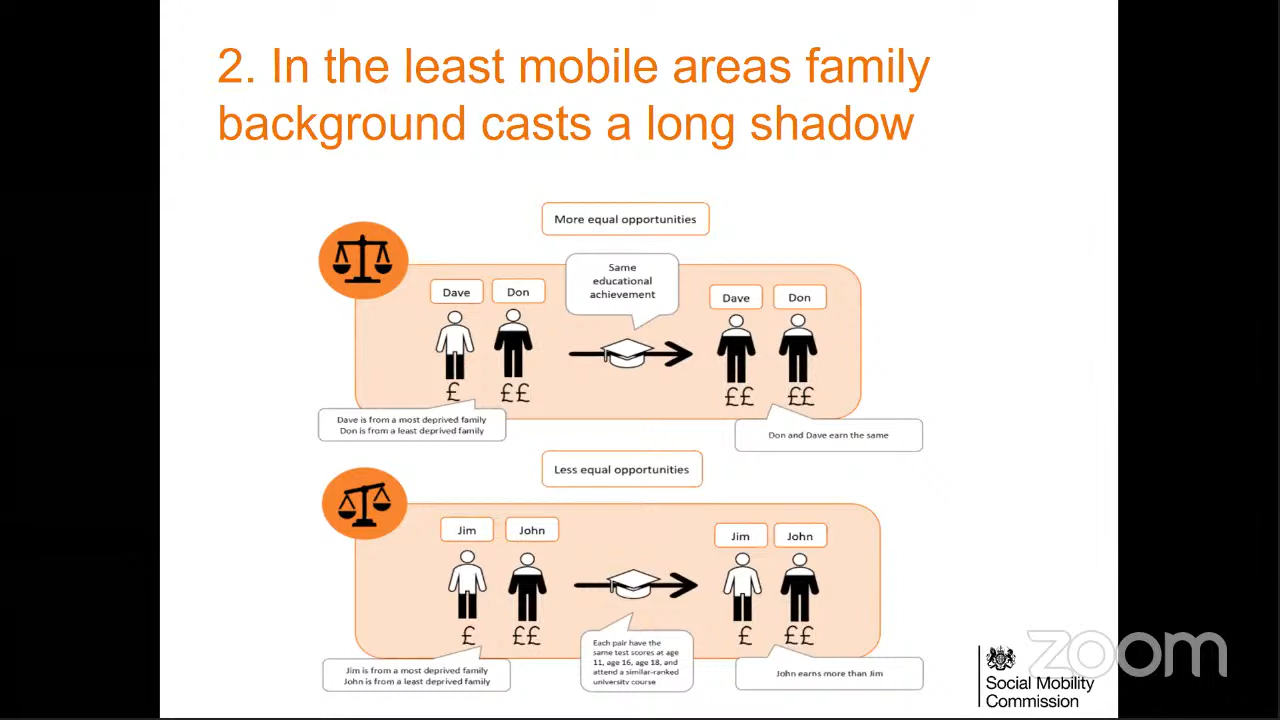 2. In the least mobile areas family
background casts a long shadow
More equal opportunities
Same
educational
achievement
Dave
Don
Dave
Don
£
££
££
££
Dave is from a most deprived family
Don is from a least deprived family
Don and Dave earn the same
Less equal opportunities
Jim
John
Jim
John
£
££
£
££
Each pair have the
same test scores at age
11, age 16, age 18, and
attend a similar-ranked
university course
Jim is from a most deprived family
John is from a least deprived family
John earns more than Jim
Social Mobility
Commission
zoom